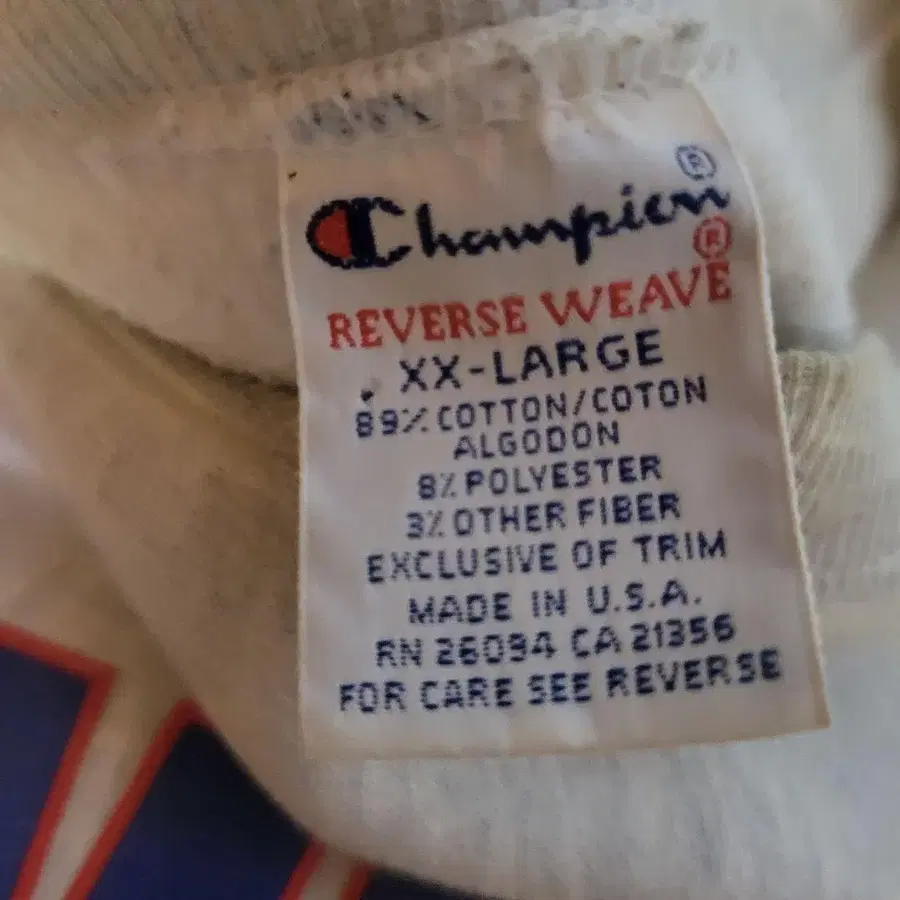 Champion ®
REVERSE WEAVE ®
XX-LARGE
89% COTTON/COTON
ALGODON
8% POLYESTER
3% OTHER FIBER
EXCLUSIVE OF TRIM
MADE IN U.S.A.
RN 26094 CA 21356
FOR CARE SEE REVERSE